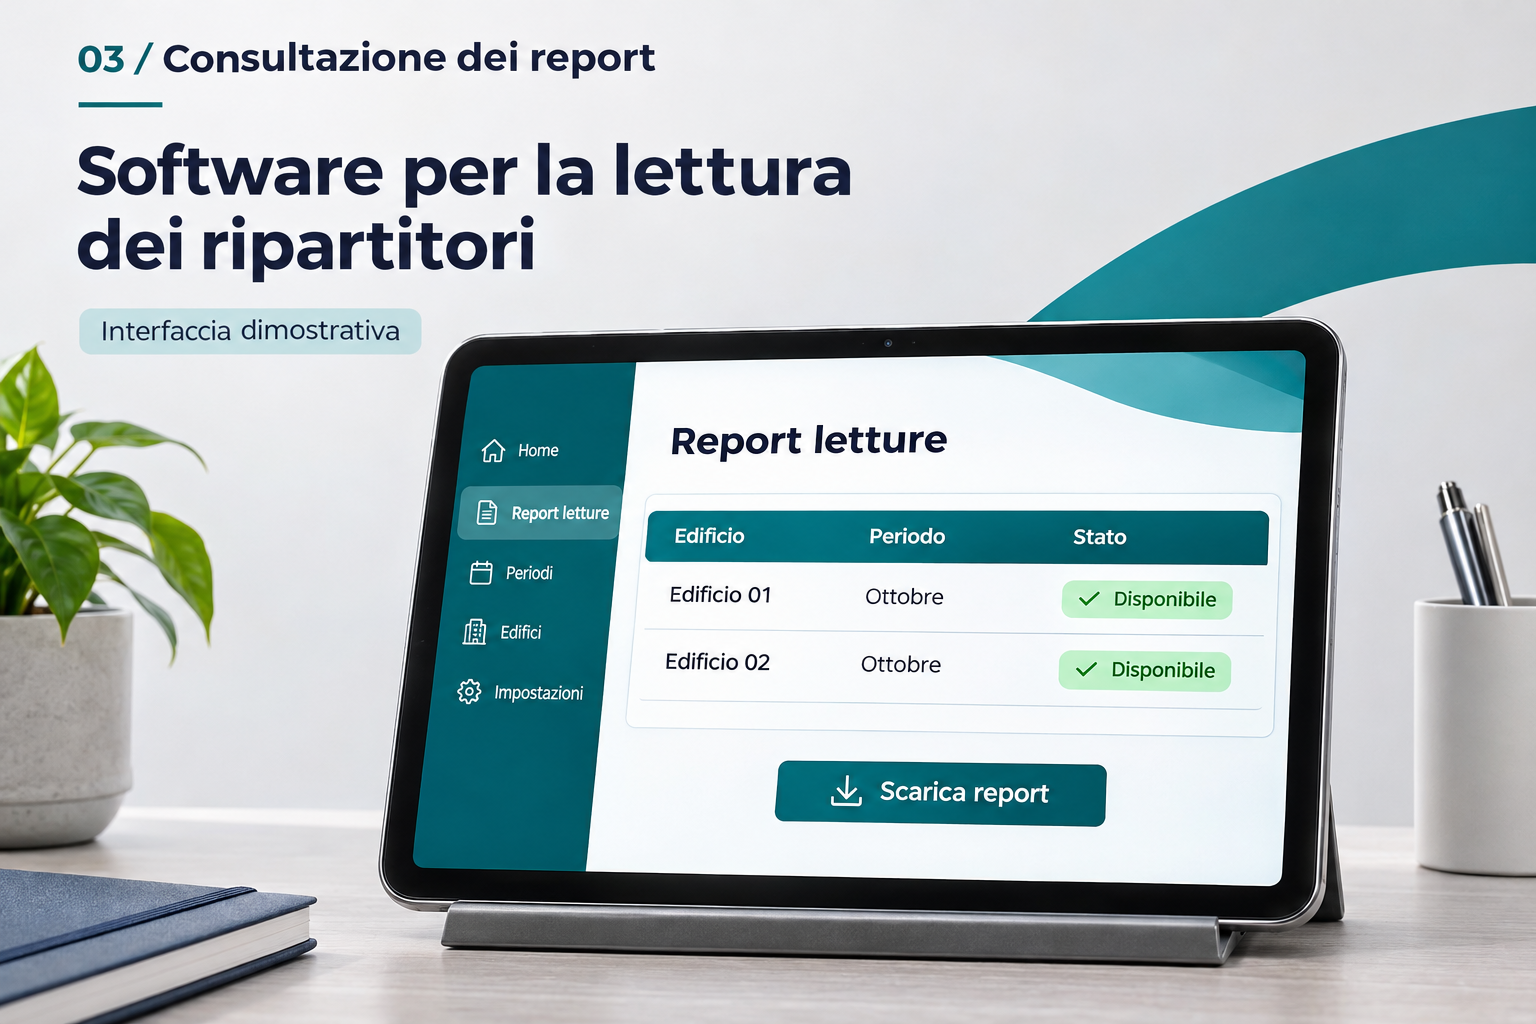 03 / Consultazione dei report
Software per la lettura
dei ripartitori
Interfaccia dimostrativa
Home
Report letture
Periodi
Edifici
Impostazioni
Report letture
Edificio Periodo Stato
Edificio 01 Ottobre Disponibile
Edificio 02 Ottobre Disponibile
Scarica report